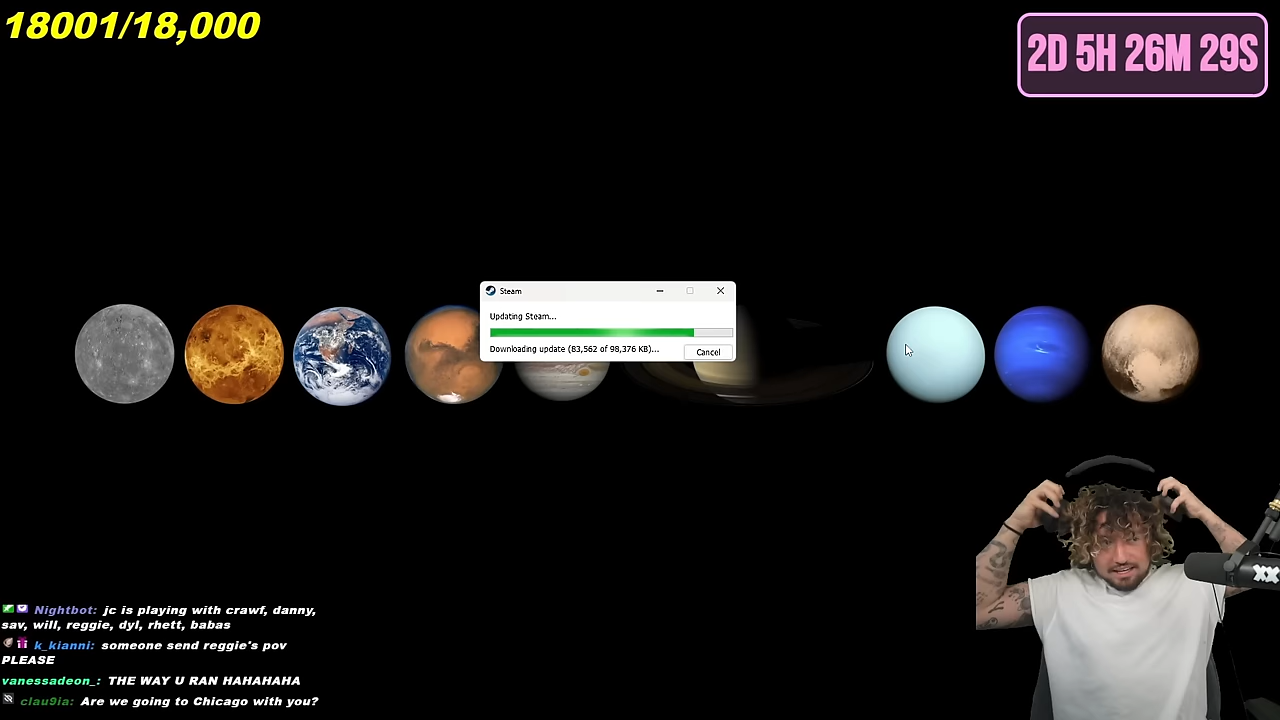 18001/18,000
2D 5H 26M 29S
Steam
Updating Steam...
Downloading update (83,562 of 98,376 KB)...
Cancel
Nightbot: jc is playing with crawf, danny,
sav, will, reggie, dyl, rhett, babas
k_kianni: someone send reggie's pov
PLEASE
vanessadeon_: THE WAY U RAN HAHAHAHA
clau9ia: Are we going to Chicago with you?
XX